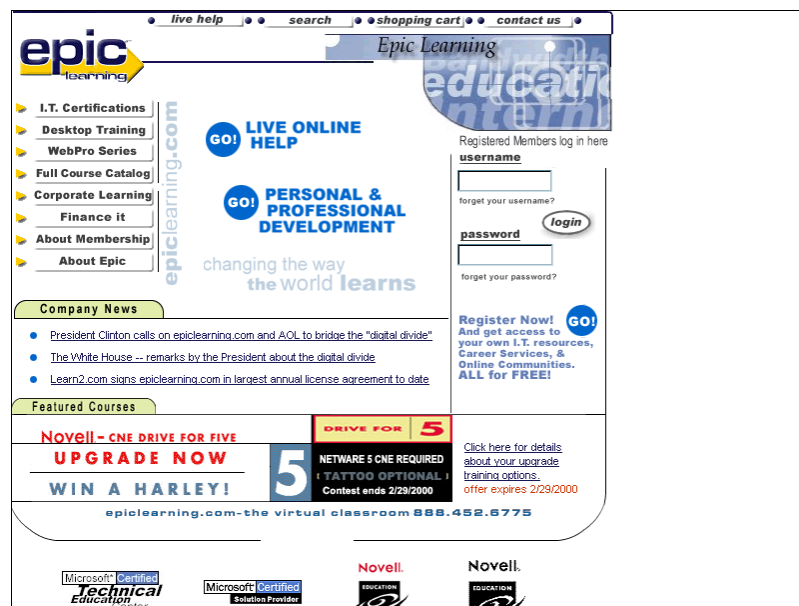 live help
search
shopping cart
contact us
epic
learning
Epic Learning
education
Intern
I.T. Certifications
Desktop Training
WebPro Series
Full Course Catalog
Corporate Learning
Finance it
About Membership
About Epic
epiclearning.com
GO! LIVE ONLINE
HELP
GO! PERSONAL &
PROFESSIONAL
DEVELOPMENT
changing the way
the world learns
Registered Members log in here
username
forget your username?
login
password
forget your password?
Register Now! GO!
And get access to
your own I.T. resources,
Career Services, &
Online Communities.
ALL for FREE!
Company News
President Clinton calls on epiclearning.com and AOL to bridge the "digital divide"
The White House -- remarks by the President about the digital divide
Learn2.com signs epiclearning.com in largest annual license agreement to date
Featured Courses
NOVELL - CNE DRIVE FOR FIVE
UPGRADE NOW
WIN A HARLEY!
5
DRIVE FOR 5
NETWARE 5 CNE REQUIRED
TATTOO OPTIONAL
Contest ends 2/29/2000
Click here for details
about your upgrade
training options.
offer expires 2/29/2000
epiclearning.com-the virtual classroom 888.452.6775
Microsoft Certified
Technical
Education
Center
Microsoft Certified
Solution Provider
Novell.
EDUCATION
Novell.
EDUCATION